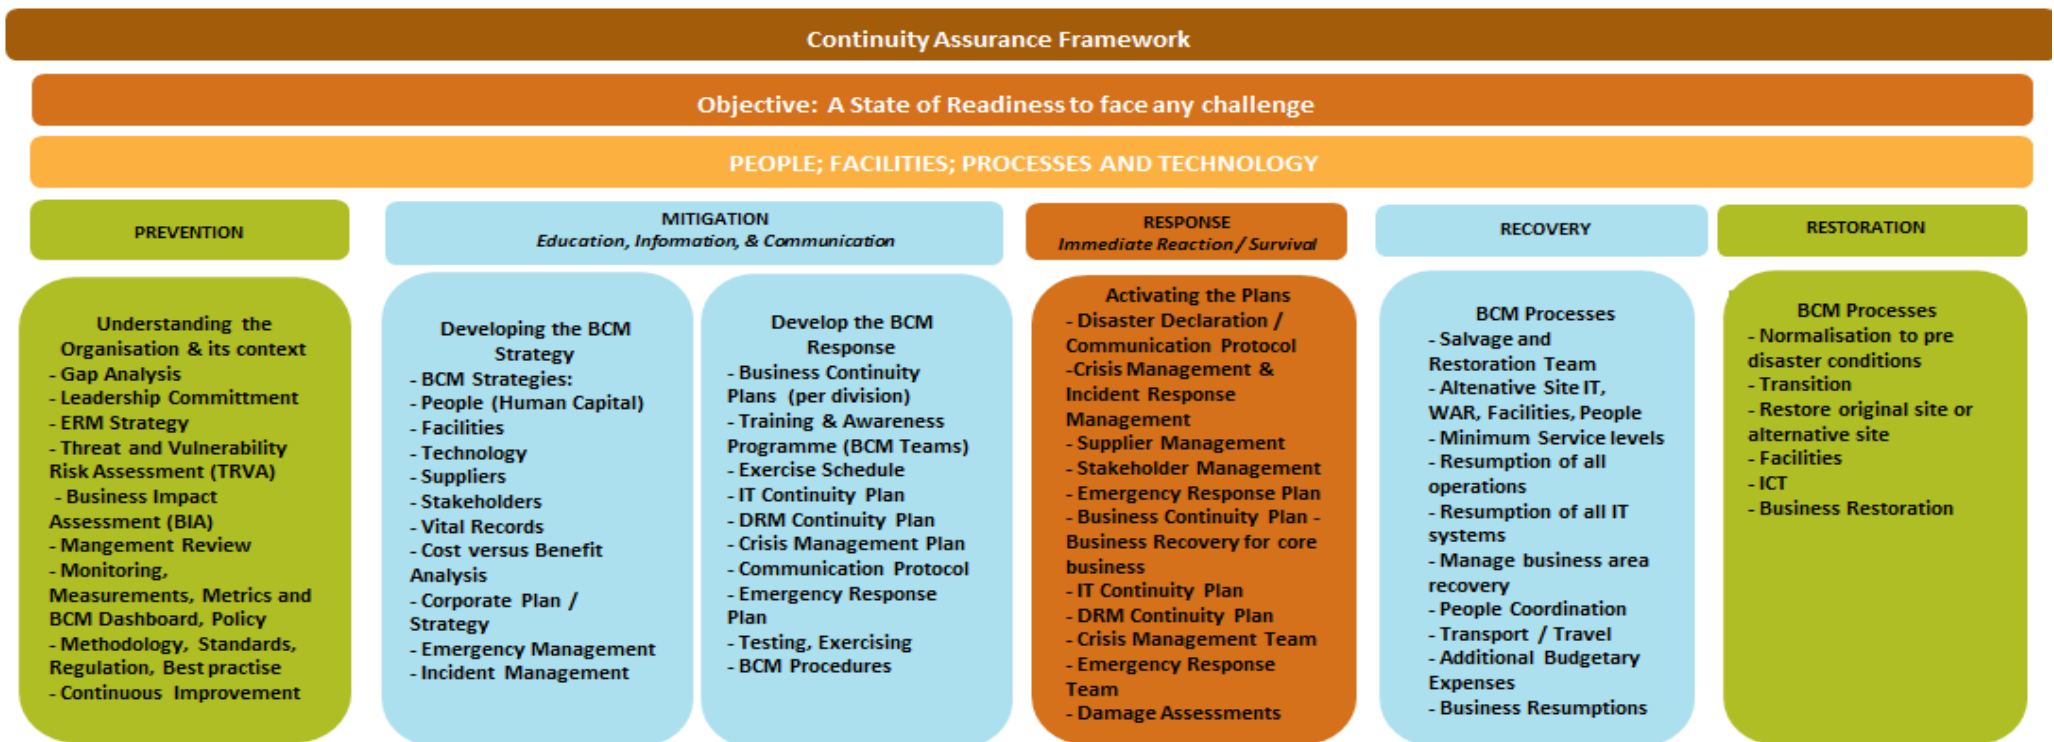 Continuity Assurance Framework
Objective: A State of Readiness to face any challenge
PEOPLE; FACILITIES; PROCESSES AND TECHNOLOGY
PREVENTION
Understanding the
Organisation & its context
- Gap Analysis
- Leadership Committment
- ERM Strategy
- Threat and Vulnerability
Risk Assessment (TRVA)
- Business Impact
Assessment (BIA)
- Mangement Review
- Monitoring,
Measurements, Metrics and
BCM Dashboard, Policy
- Methodology, Standards,
Regulation, Best practise
- Continuous Improvement
MITIGATION
Education, Information, & Communication
Developing the BCM
Strategy
- BCM Strategies:
- People (Human Capital)
- Facilities
- Technology
- Suppliers
- Stakeholders
- Vital Records
- Cost versus Benefit
Analysis
- Corporate Plan /
Strategy
- Emergency Management
- Incident Management
Develop the BCM
Response
- Business Continuity
Plans (per division)
- Training & Awareness
Programme (BCM Teams)
- Exercise Schedule
- IT Continuity Plan
- DRM Continuity Plan
- Crisis Management Plan
- Communication Protocol
- Emergency Response
Plan
- Testing, Exercising
- BCM Procedures
RESPONSE
Immediate Reaction / Survival
Activating the Plans
- Disaster Declaration /
Communication Protocol
-Crisis Management &
Incident Response
Management
- Supplier Management
- Stakeholder Management
- Emergency Response Plan
- Business Continuity Plan -
Business Recovery for core
business
- IT Continuity Plan
- DRM Continuity Plan
- Crisis Management Team
- Emergency Response
Team
- Damage Assessments
RECOVERY
BCM Processes
- Salvage and
Restoration Team
- Altenative Site IT,
WAR, Facilities, People
- Minimum Service levels
- Resumption of all
operations
- Resumption of all IT
systems
- Manage business area
recovery
- People Coordination
- Transport / Travel
- Additional Budgetary
Expenses
- Business Resumptions
RESTORATION
BCM Processes
- Normalisation to pre
disaster conditions
- Transition
- Restore original site or
alternative site
- Facilities
- ICT
- Business Restoration